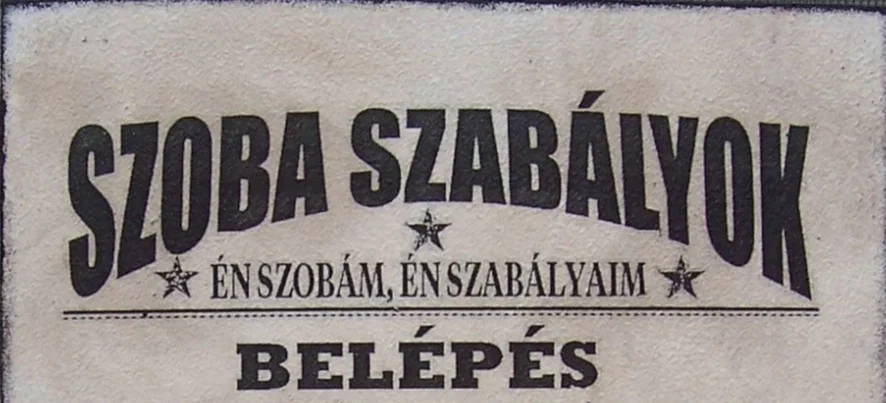 SZOBA SZABÁLYOK
ÉN SZOBÁM, ÉN SZABÁLYAIM
BELÉPÉS